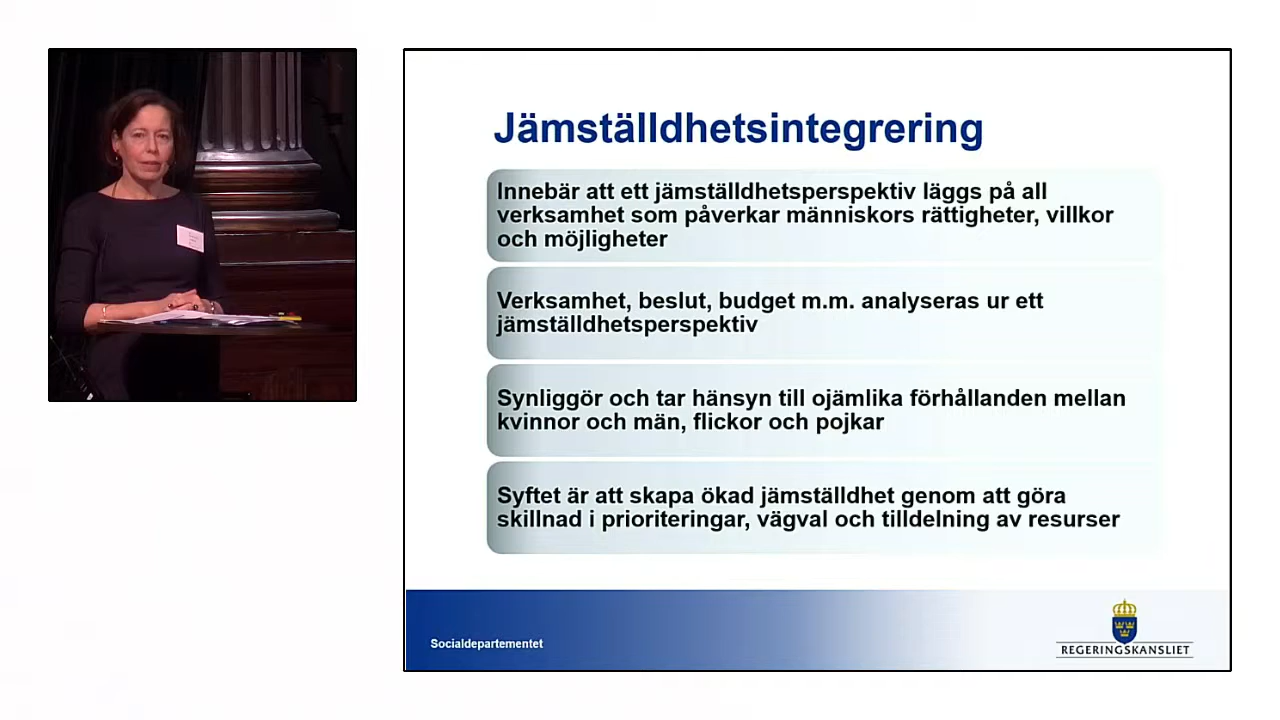 Jämställdhetsintegrering
Innebär att ett jämställdhetsperspektiv läggs på all
verksamhet som påverkar människors rättigheter, villkor
och möjligheter
Verksamhet, beslut, budget m.m. analyseras ur ett
jämställdhetsperspektiv
Synliggör och tar hänsyn till ojämlika förhållanden mellan
kvinnor och män, flickor och pojkar
Syftet är att skapa ökad jämställdhet genom att göra
skillnad i prioriteringar, vägval och tilldelning av resurser
Socialdepartementet
REGERINGSKANSLIET